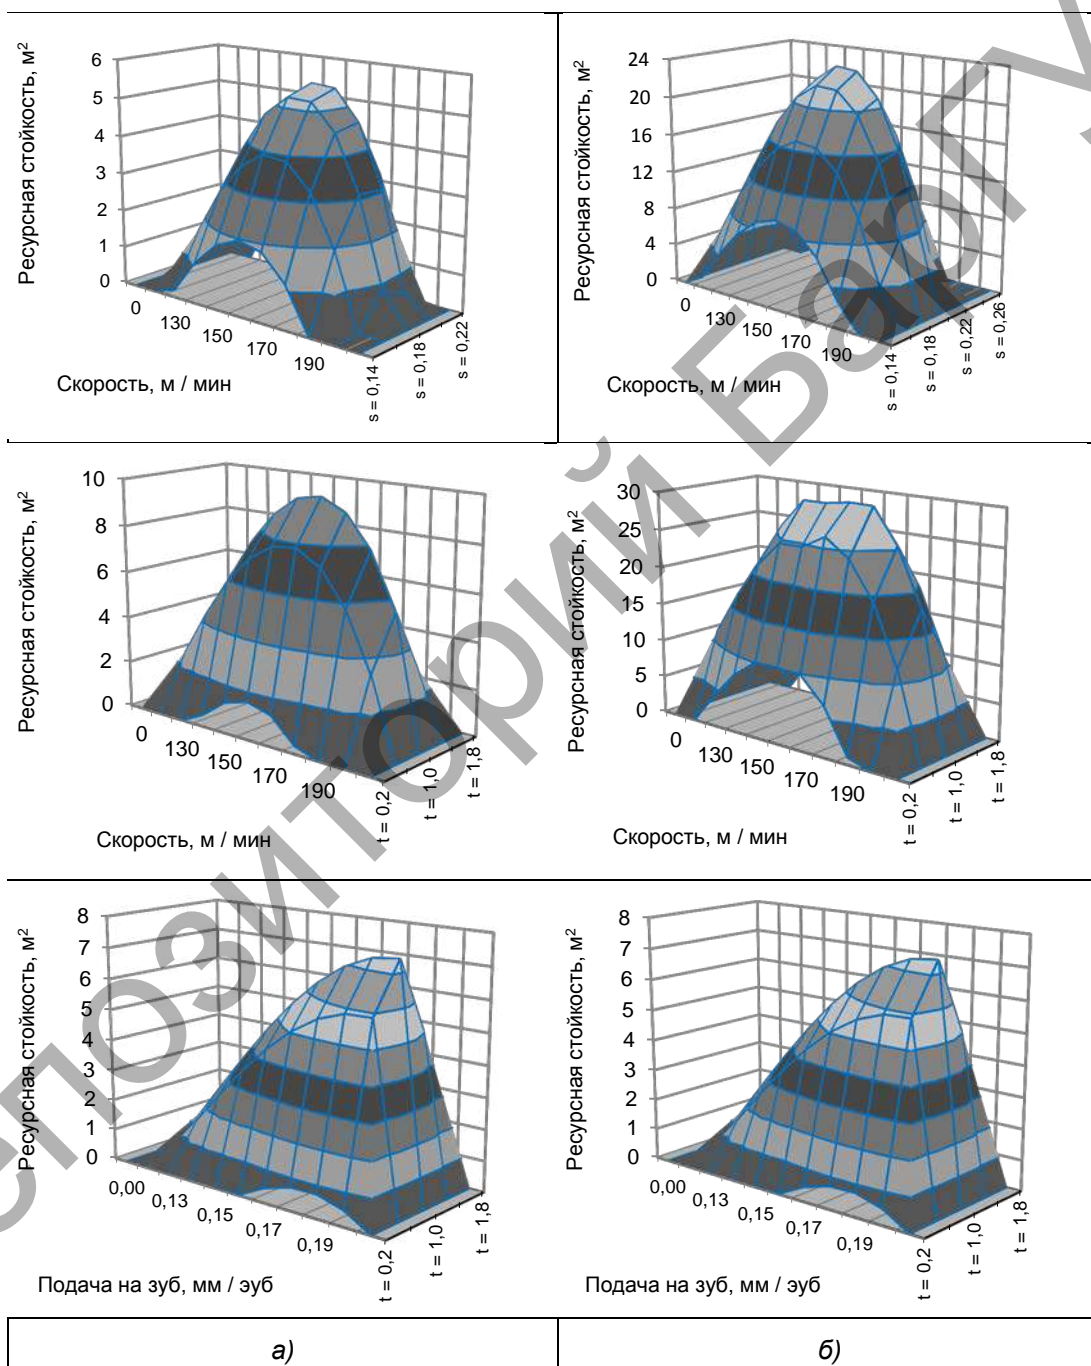 Ресурсная стойкость, м²
6
5
4
3
2
1
0
0
130
150
170
190
s = 0,14
s = 0,18
s = 0,22
Скорость, м / мин
Ресурсная стойкость, м²
24
20
16
12
8
4
0
0
130
150
170
190
s = 0,14
s = 0,18
s = 0,22
s = 0,26
Скорость, м / мин
Ресурсная стойкость, м²
10
8
6
4
2
0
0
130
150
170
190
t = 0,2
t = 1,0
t = 1,8
Скорость, м / мин
Ресурсная стойкость, м²
30
25
20
15
10
5
0
0
130
150
170
190
t = 0,2
t = 1,0
t = 1,8
Скорость, м / мин
Ресурсная стойкость, м²
8
7
6
5
4
3
2
1
0
0,00
0,13
0,15
0,17
0,19
t = 0,2
t = 1,0
t = 1,8
Подача на зуб, мм / эуб
Ресурсная стойкость, м²
8
7
6
5
4
3
2
1
0
0,00
0,13
0,15
0,17
0,19
t = 0,2
t = 1,0
t = 1,8
Подача на зуб, мм / эуб
а)
б)
епозиторий БарГУ